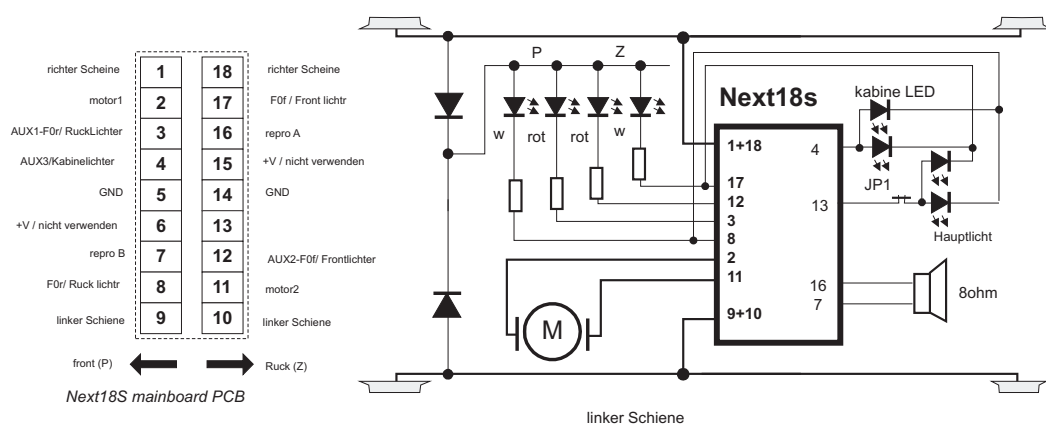 richter Scheine 1 18 richter Scheine
motor1 2 17 F0f / Front lichtr
AUX1-F0r/ RuckLichter 3 16 repro A
AUX3/Kabinelichter 4 15 +V / nicht verwenden
GND 5 14 GND
+V / nicht verwenden 6 13
repro B 7 12 AUX2-F0f/ Frontlichter
F0r/ Ruck lichtr 8 11 motor2
linker Schiene 9 10 linker Schiene
front (P) Ruck (Z)
Next18S mainboard PCB
P Z
w rot rot w
Next18s
kabine LED
1+18 4
17
12
3
8
2
11
9+10
13
16
7
JP1
Hauptlicht
8ohm
M
linker Schiene